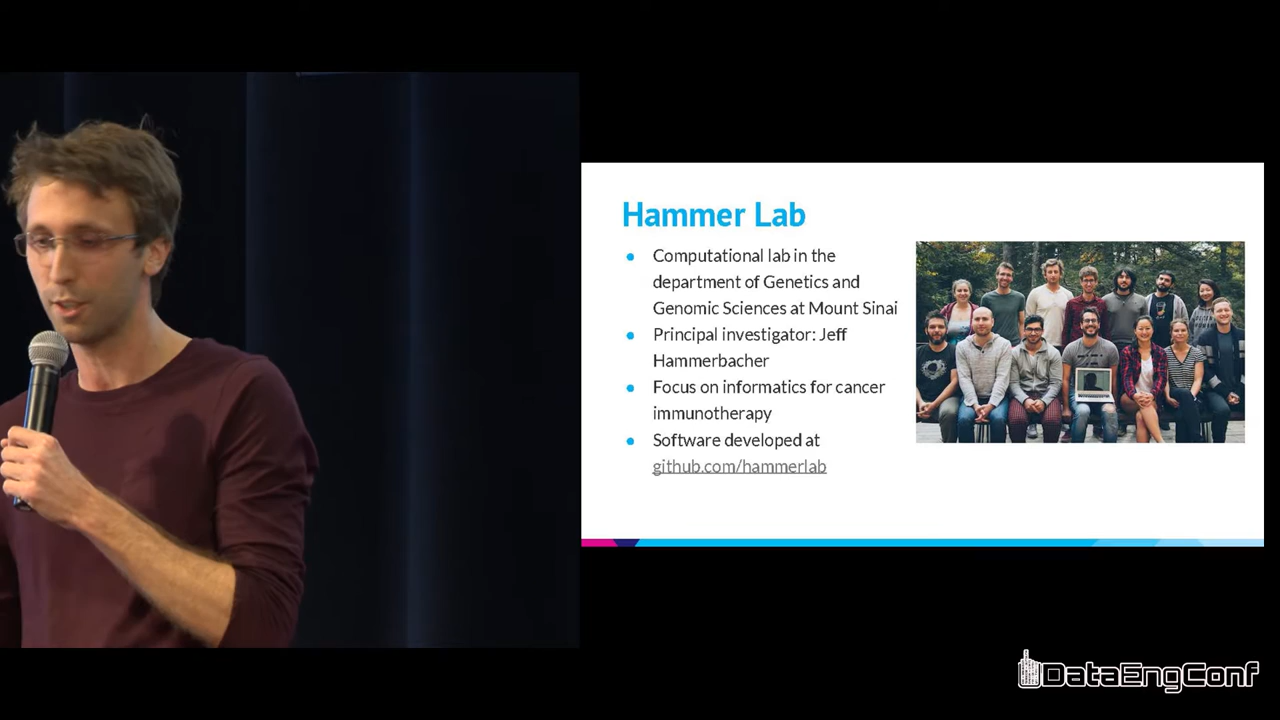 Hammer Lab
● Computational lab in the
department of Genetics and
Genomic Sciences at Mount Sinai
● Principal investigator: Jeff
Hammerbacher
● Focus on informatics for cancer
immunotherapy
● Software developed at
github.com/hammerlab
DataEngConf